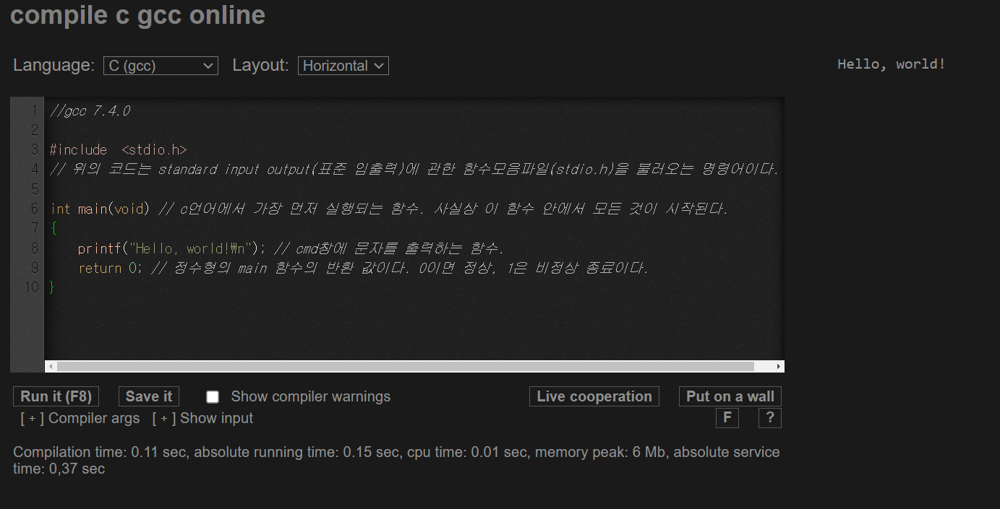 compile c gcc online
Language: C (gcc) Layout: Horizontal
Hello, world!
1 //gcc 7.4.0
2
3 #include  <stdio.h>
4 // 위의 코드는 standard input output(표준 입출력)에 관한 함수모음파일(stdio.h)을 불러오는 명령어이다.
5
6 int main(void) // c언어에서 가장 먼저 실행되는 함수. 사실상 이 함수 안에서 모든 것이 시작된다.
7 {
8     printf("Hello, world!₩n"); // cmd창에 문자를 출력하는 함수.
9     return 0; // 정수형의 main 함수의 반환 값이다. 0이면 정상, 1은 비정상 종료이다.
10 }
Run it (F8) Save it Show compiler warnings Live cooperation Put on a wall
[ + ] Compiler args [ + ] Show input F ?
Compilation time: 0.11 sec, absolute running time: 0.15 sec, cpu time: 0.01 sec, memory peak: 6 Mb, absolute service
time: 0,37 sec